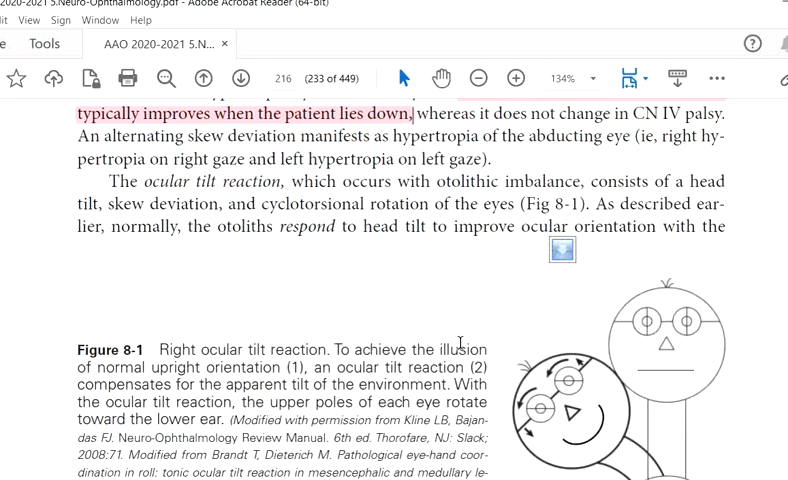 2020-2021 5.Neuro-Ophthalmology.pdf - Adobe Acrobat Reader (64-bit)
View Sign Window Help
Tools AAO 2020-2021 5.N... ×
216 (233 of 449) 134%
typically improves when the patient lies down, whereas it does not change in CN IV palsy.
An alternating skew deviation manifests as hypertropia of the abducting eye (ie, right hy-
pertropia on right gaze and left hypertropia on left gaze).
The ocular tilt reaction, which occurs with otolithic imbalance, consists of a head
tilt, skew deviation, and cyclotorsional rotation of the eyes (Fig 8-1). As described ear-
lier, normally, the otoliths respond to head tilt to improve ocular orientation with the
Figure 8-1 Right ocular tilt reaction. To achieve the illusion
of normal upright orientation (1), an ocular tilt reaction (2)
compensates for the apparent tilt of the environment. With
the ocular tilt reaction, the upper poles of each eye rotate
toward the lower ear. (Modified with permission from Kline LB, Bajan-
das FJ. Neuro-Ophthalmology Review Manual. 6th ed. Thorofare, NJ: Slack;
2008:71. Modified from Brandt T, Dieterich M. Pathological eye-hand coor-
dination in roll: tonic ocular tilt reaction in mesencephalic and medullary le-